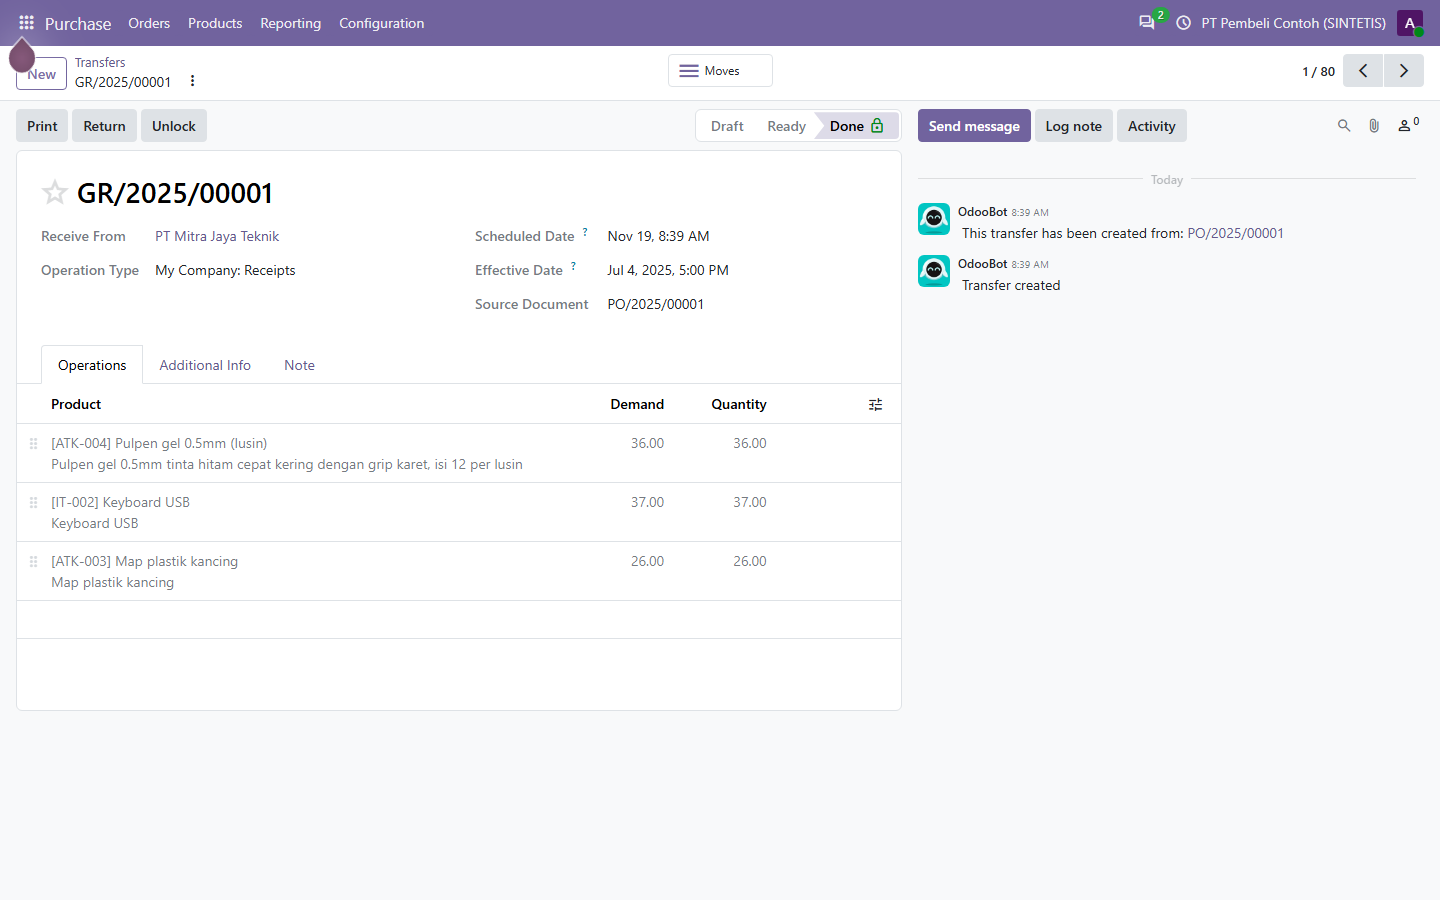 Purchase Orders Products Reporting Configuration 2 PT Pembeli Contoh (SINTETIS) A
New
Transfers
GR/2025/00001
Moves
1 / 80
Print Return Unlock Draft Ready Done Send message Log note Activity 0
GR/2025/00001
Receive From PT Mitra Jaya Teknik
Operation Type My Company: Receipts
Scheduled Date ? Nov 19, 8:39 AM
Effective Date ? Jul 4, 2025, 5:00 PM
Source Document PO/2025/00001
Operations Additional Info Note
Product Demand Quantity
[ATK-004] Pulpen gel 0.5mm (lusin) 36.00 36.00
Pulpen gel 0.5mm tinta hitam cepat kering dengan grip karet, isi 12 per lusin
[IT-002] Keyboard USB 37.00 37.00
Keyboard USB
[ATK-003] Map plastik kancing 26.00 26.00
Map plastik kancing
Today
OdooBot 8:39 AM
This transfer has been created from: PO/2025/00001
OdooBot 8:39 AM
Transfer created